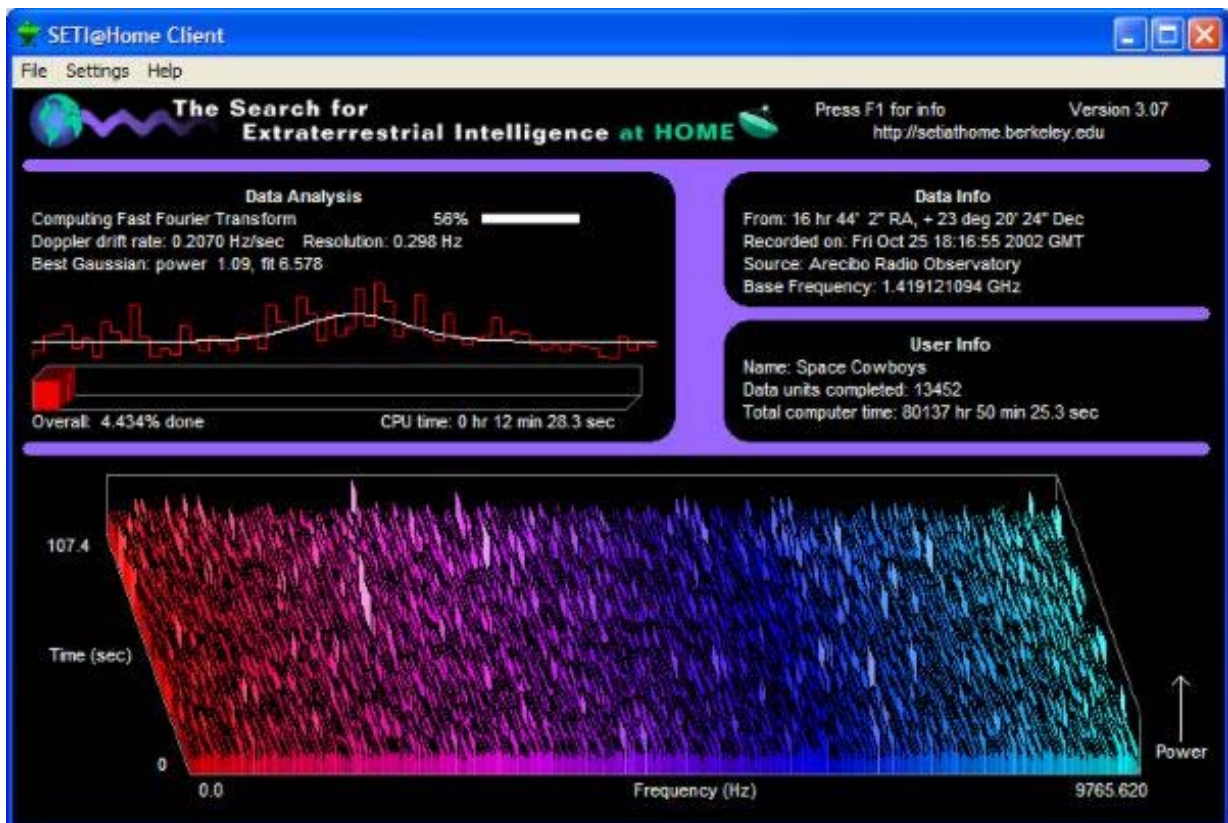 SETI@Home Client
File Settings Help
The Search for
Extraterrestrial Intelligence at HOME
Press F1 for info Version 3.07
http://setiathome.berkeley.edu
Data Analysis
Computing Fast Fourier Transform 56%
Doppler drift rate: 0.2070 Hz/sec Resolution: 0.298 Hz
Best Gaussian: power 1.09, fit 6.578
Overall: 4.434% done CPU time: 0 hr 12 min 28.3 sec
Data Info
From: 16 hr 44' 2" RA, + 23 deg 20' 24" Dec
Recorded on: Fri Oct 25 18:16:55 2002 GMT
Source: Arecibo Radio Observatory
Base Frequency: 1.419121094 GHz
User Info
Name: Space Cowboys
Data units completed: 13452
Total computer time: 80137 hr 50 min 25.3 sec
107.4
Time (sec)
0
0.0 Frequency (Hz) 9765.620
Power